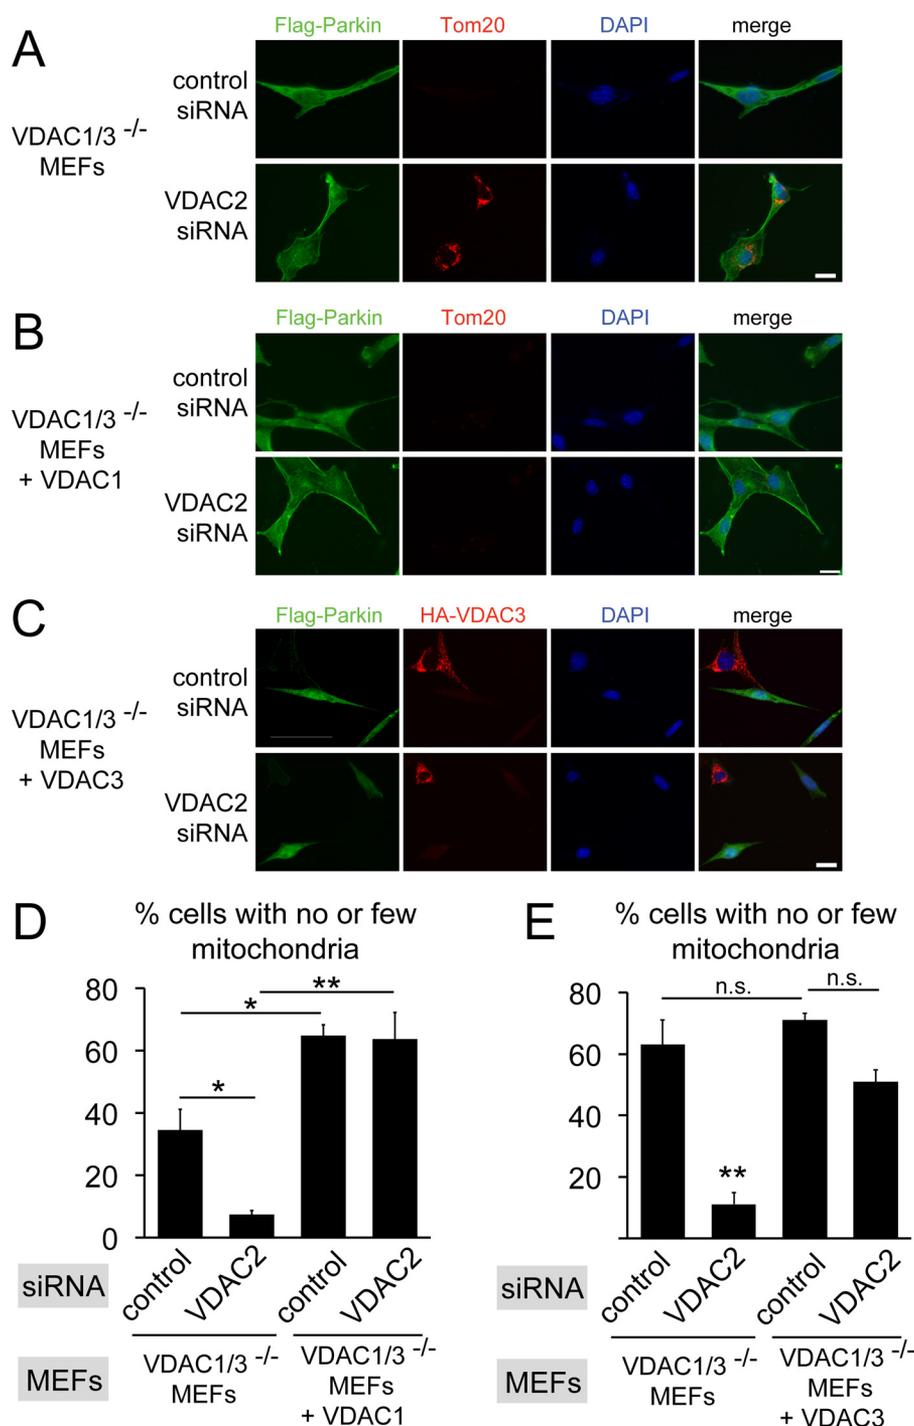 A
Flag-Parkin Tom20 DAPI merge
control
siRNA
VDAC1/3 -/-
MEFs
VDAC2
siRNA
B
Flag-Parkin Tom20 DAPI merge
control
siRNA
VDAC1/3 -/-
MEFs
+ VDAC1
VDAC2
siRNA
C
Flag-Parkin HA-VDAC3 DAPI merge
control
siRNA
VDAC1/3 -/-
MEFs
+ VDAC3
VDAC2
siRNA
D
% cells with no or few
mitochondria
80
60
40
20
0
*
*
**
siRNA
control VDAC2 control VDAC2
MEFs
VDAC1/3 -/-
MEFs
VDAC1/3 -/-
MEFs
+ VDAC1
E
% cells with no or few
mitochondria
80
60
40
20
n.s.
n.s.
**
siRNA
control VDAC2 control VDAC2
MEFs
VDAC1/3 -/-
MEFs
VDAC1/3 -/-
MEFs
+ VDAC3